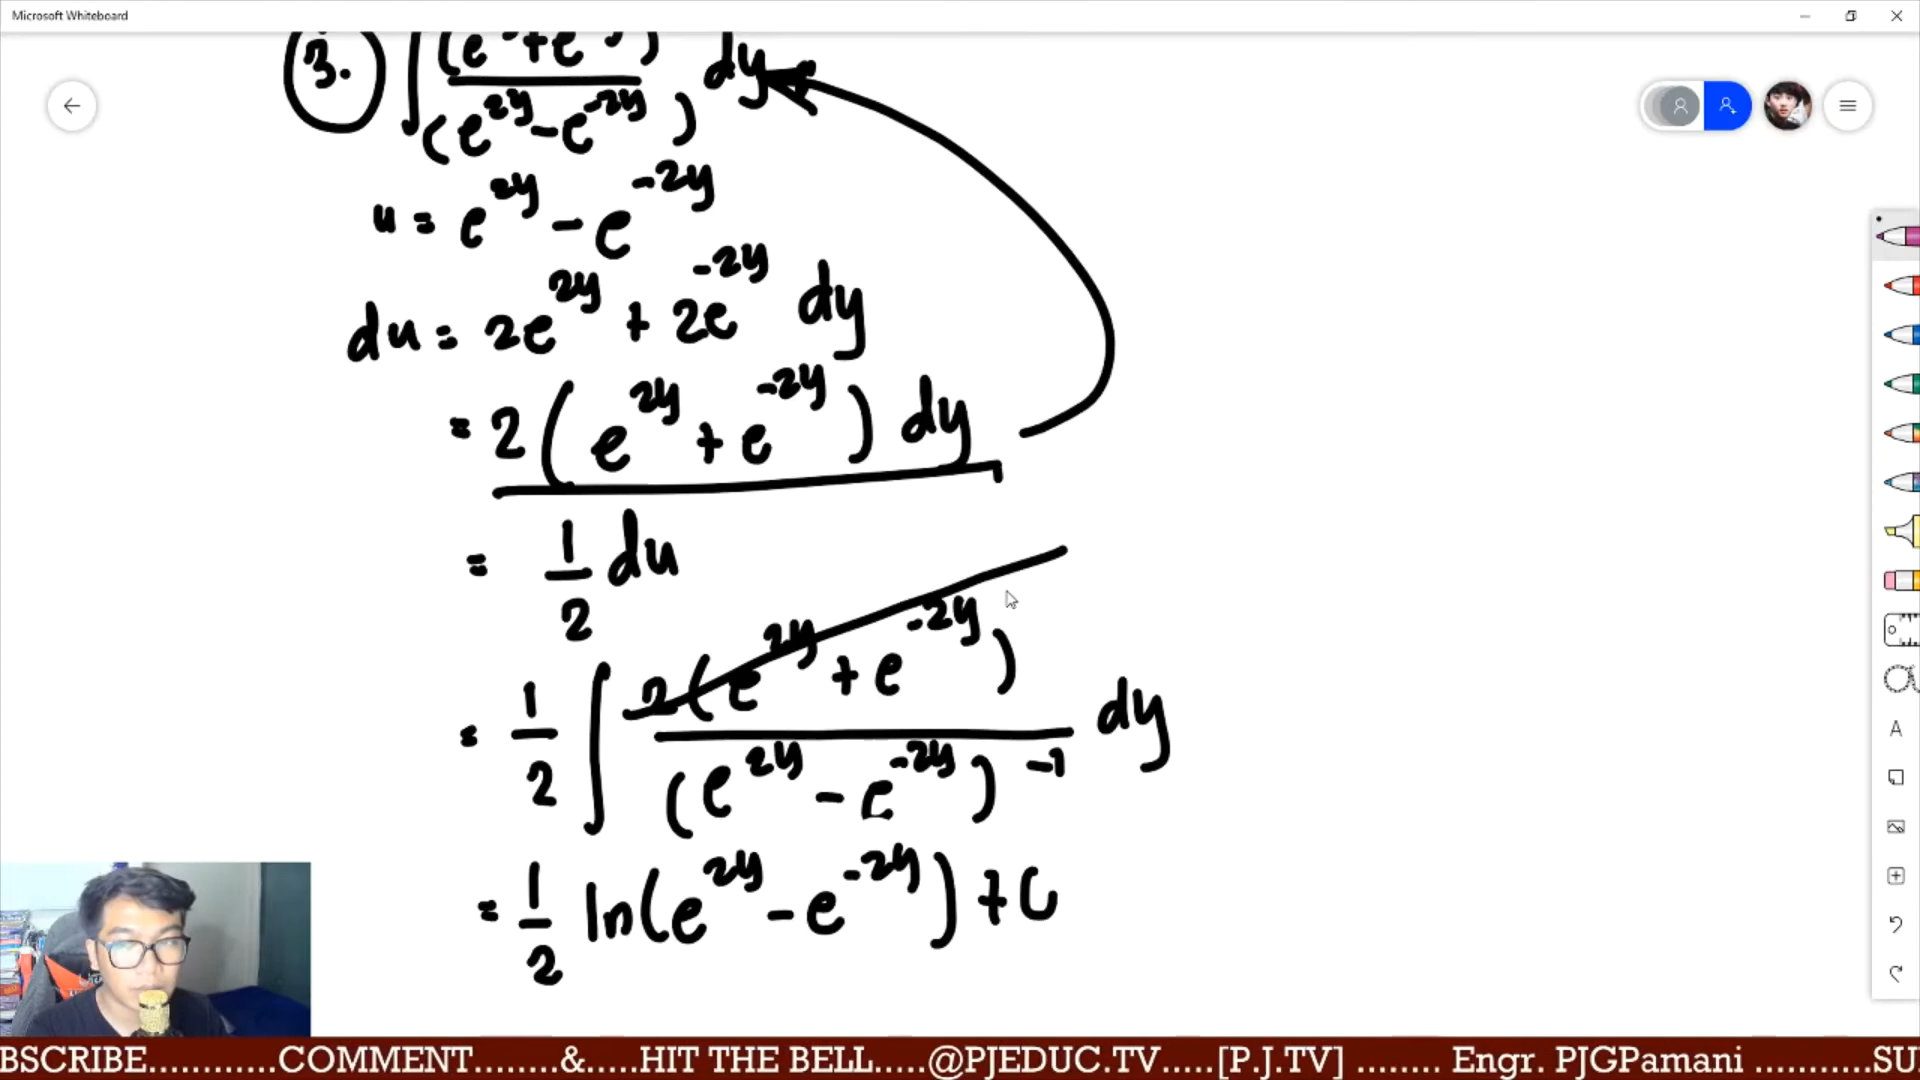 Microsoft Whiteboard
3. ∫ (e + e ) / (e^{2y} - e^{-2y}) dy
u = e^{2y} - e^{-2y}
du = 2e^{2y} + 2e^{-2y} dy
= 2(e^{2y} + e^{-2y}) dy
= 1/2 du
= 1/2 ∫ 2(e^{2y} + e^{-2y}) / (e^{2y} - e^{-2y})^{-1} dy
= 1/2 ln(e^{2y} - e^{-2y}) + C
BSCRIBE............COMMENT........&.....HIT THE BELL.....@PJEDUC.TV.....[P.J.TV] ........ Engr. PJGPamani ...........SU